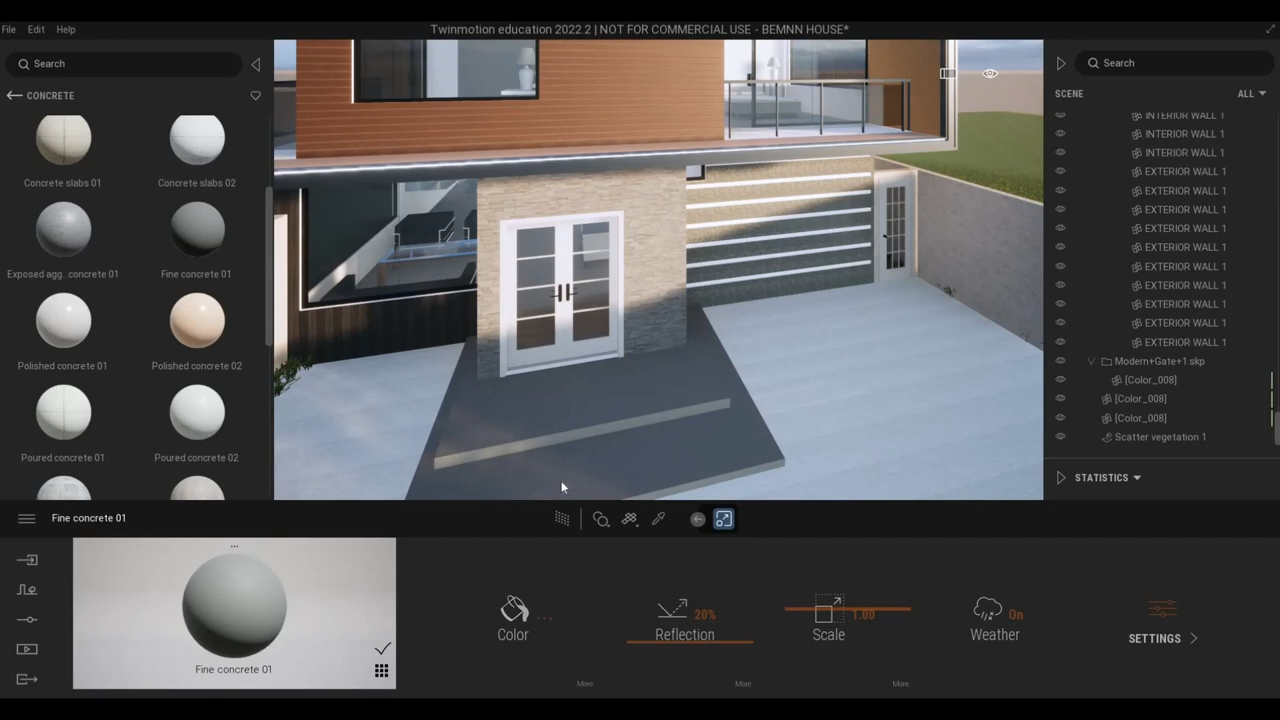 File Edit Help
Twinmotion education 2022.2 | NOT FOR COMMERCIAL USE - BEMNN HOUSE*
Search
CONCRETE
Concrete slabs 01
Concrete slabs 02
Exposed agg..concrete 01
Fine concrete 01
Polished concrete 01
Polished concrete 02
Poured concrete 01
Poured concrete 02
Search
SCENE ALL
INTERIOR WALL 1
INTERIOR WALL 1
INTERIOR WALL 1
EXTERIOR WALL 1
EXTERIOR WALL 1
EXTERIOR WALL 1
EXTERIOR WALL 1
EXTERIOR WALL 1
EXTERIOR WALL 1
EXTERIOR WALL 1
EXTERIOR WALL 1
EXTERIOR WALL 1
EXTERIOR WALL 1
Modern+Gate+1.skp
[Color_008]
[Color_008]
[Color_008]
Scatter vegetation 1
STATISTICS
Fine concrete 01
Fine concrete 01
Color ...
More
Reflection 20%
More
Scale 1.00
More
Weather On
SETTINGS